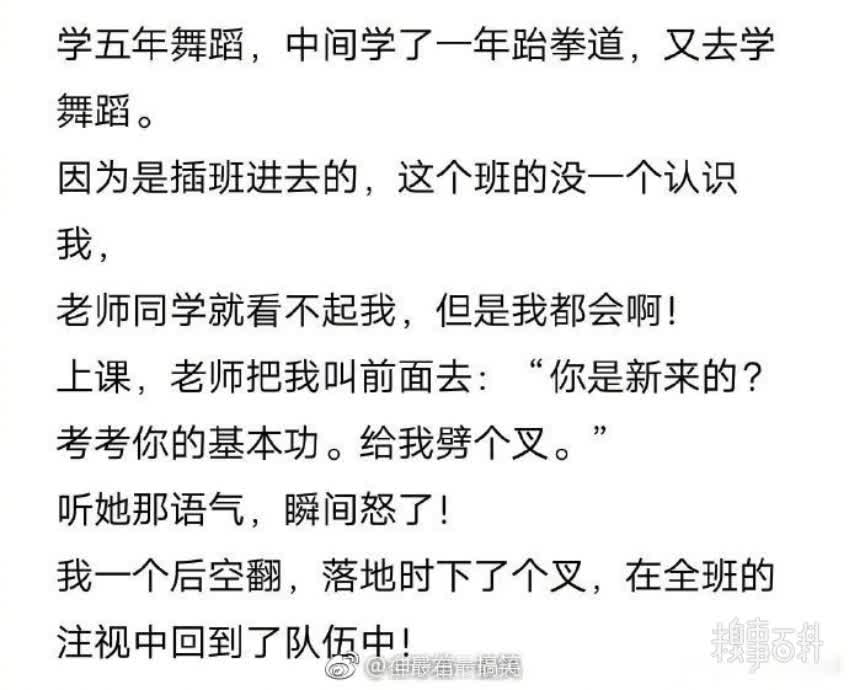 学五年舞蹈，中间学了一年跆拳道，又去学
舞蹈。
因为是插班进去的，这个班的没一个认识
我，
老师同学就看不起我，但是我都会啊！
上课，老师把我叫前面去：“你是新来的？
考考你的基本功。给我劈个叉。”
听她那语气，瞬间怒了！
我一个后空翻，落地时下了个叉，在全班的
注视中回到了队伍中！
糗事百科